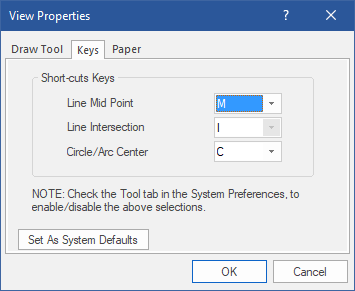 View Properties
?
Draw Tool Keys Paper
Short-cuts Keys
Line Mid Point M
Line Intersection I
Circle/Arc Center C
NOTE: Check the Tool tab in the System Preferences, to
enable/disable the above selections.
Set As System Defaults
OK Cancel